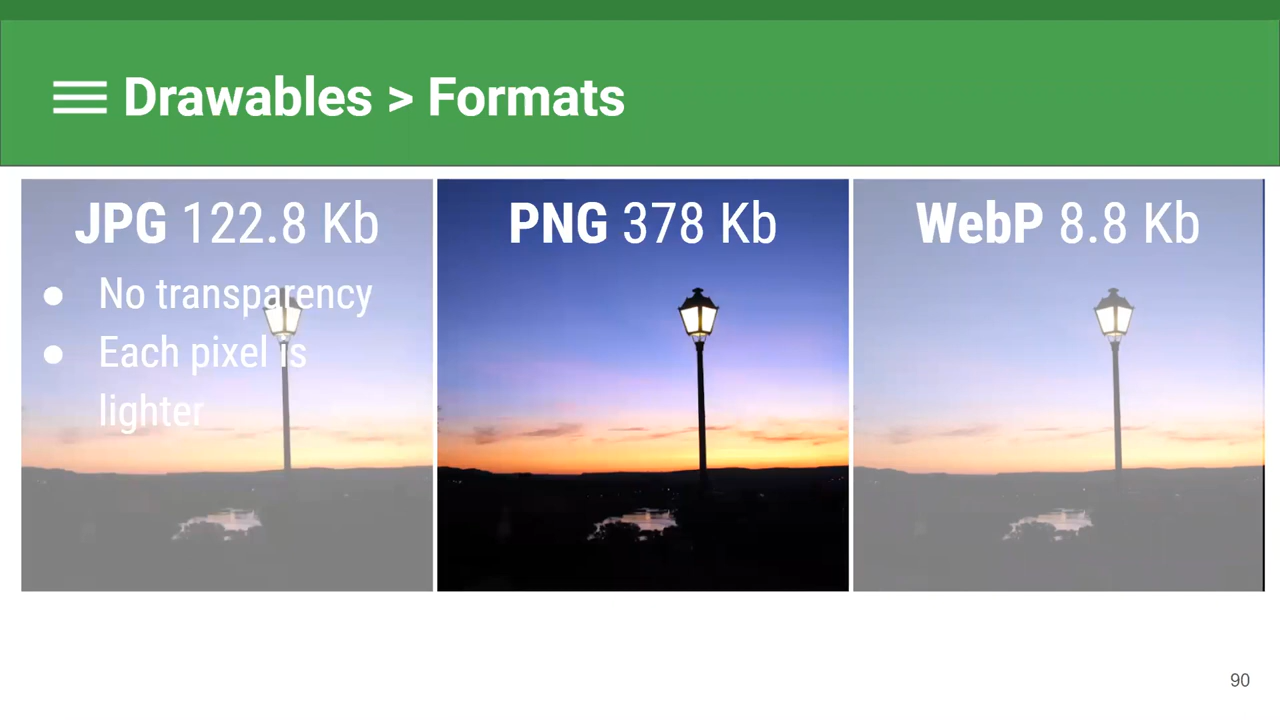 Drawables > Formats
JPG 122.8 Kb
● No transparency
● Each pixel is
lighter
PNG 378 Kb
WebP 8.8 Kb
90